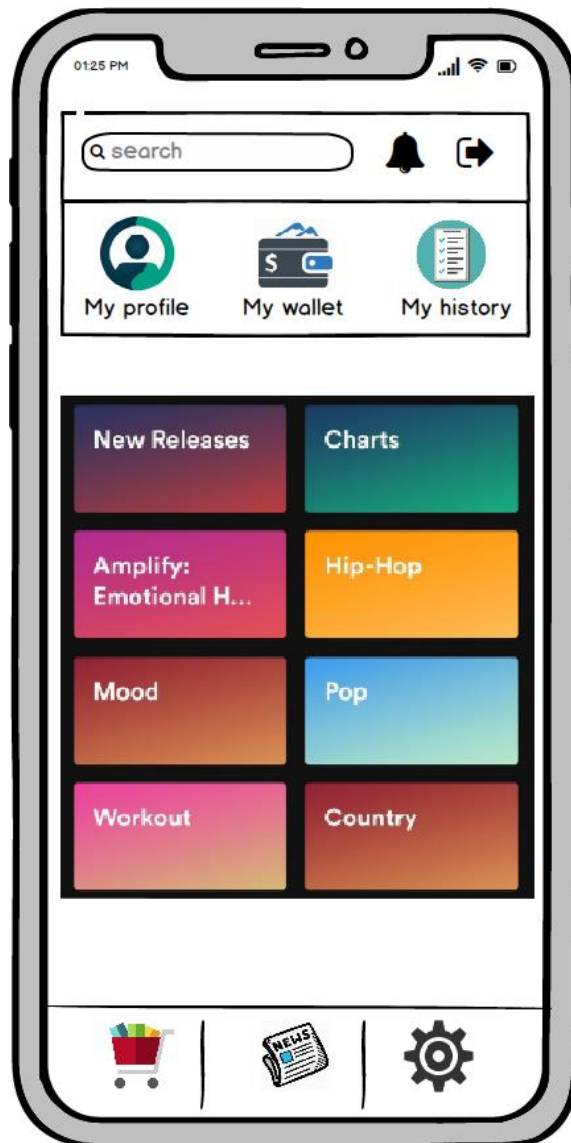 01:25 PM
search
My profile
$
My wallet
My history
New Releases
Charts
Amplify:
Emotional H...
Hip-Hop
Mood
Pop
Workout
Country
NEWS